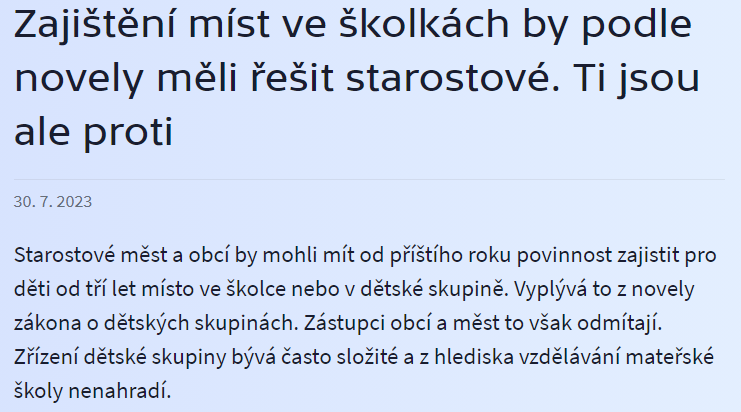 Zajištění míst ve školkách by podle
novely měli řešit starostové. Ti jsou
ale proti
30. 7. 2023
Starostové měst a obcí by mohli mít od příštího roku povinnost zajistit pro
děti od tří let místo ve školce nebo v dětské skupině. Vyplývá to z novely
zákona o dětských skupinách. Zástupci obcí a měst to však odmítají.
Zřízení dětské skupiny bývá často složité a z hlediska vzdělávání mateřské
školy nenahradí.